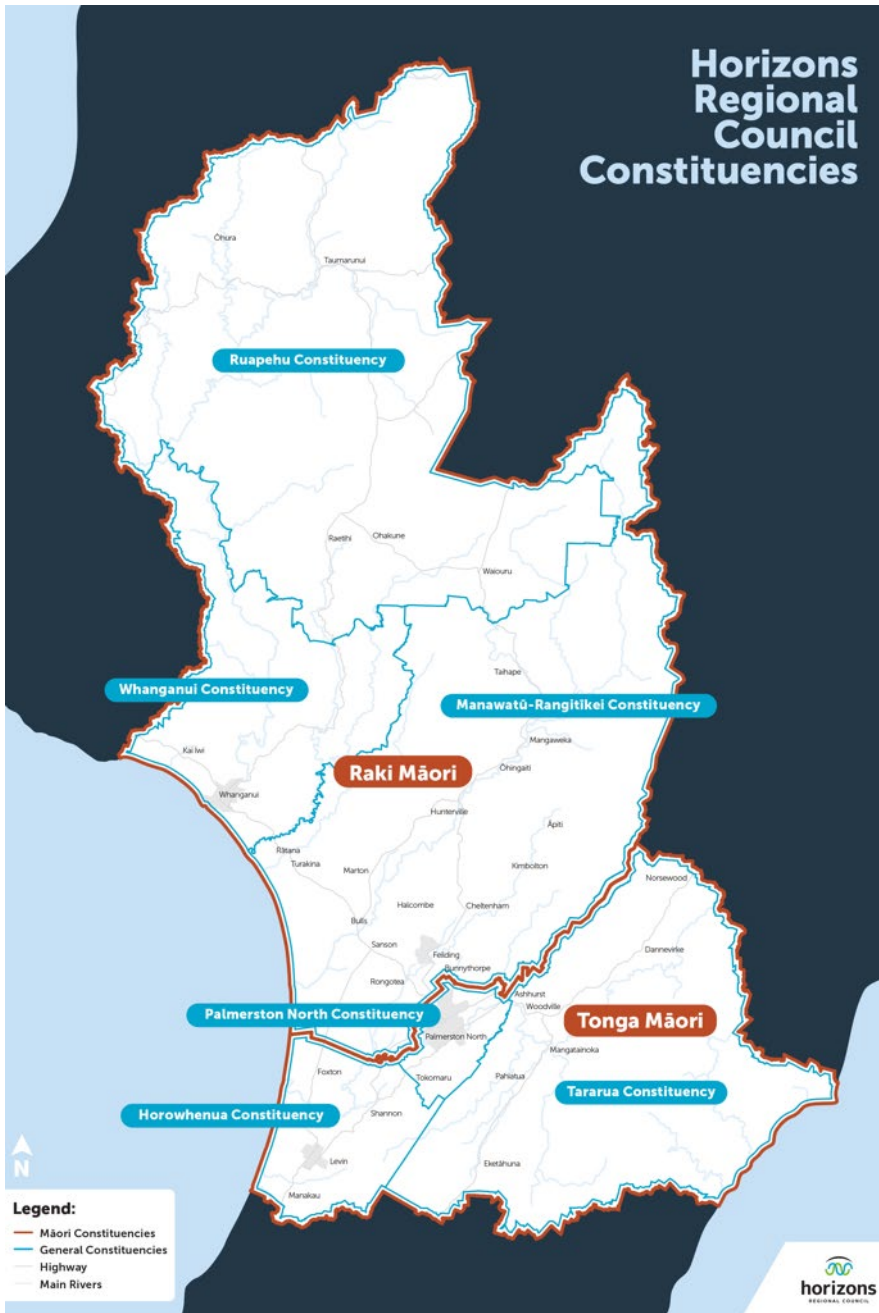 Horizons
Regional
Council
Constituencies
Ōhura
Taumarunui
Ruapehu Constituency
Raetihi
Ohakune
Waiouru
Taihape
Whanganui Constituency
Manawatū-Rangitīkei Constituency
Mangaweka
Kai Iwi
Raki Māori
Ōhingaiti
Whanganui
Hunterville
Āpiti
Rātana
Turakina
Marton
Kimbolton
Norsewood
Halcombe
Cheltenham
Bulls
Sanson
Dannevirke
Feilding
Bunnythorpe
Rongotea
Ashhurst
Woodville
Palmerston North Constituency
Tonga Māori
Palmerston North
Mangatainoka
Foxton
Tokomaru
Pahiatua
Tararua Constituency
Horowhenua Constituency
Shannon
Levin
Eketāhuna
Manakau
N
Legend:
Māori Constituencies
General Constituencies
Highway
Main Rivers
horizons
REGIONAL COUNCIL